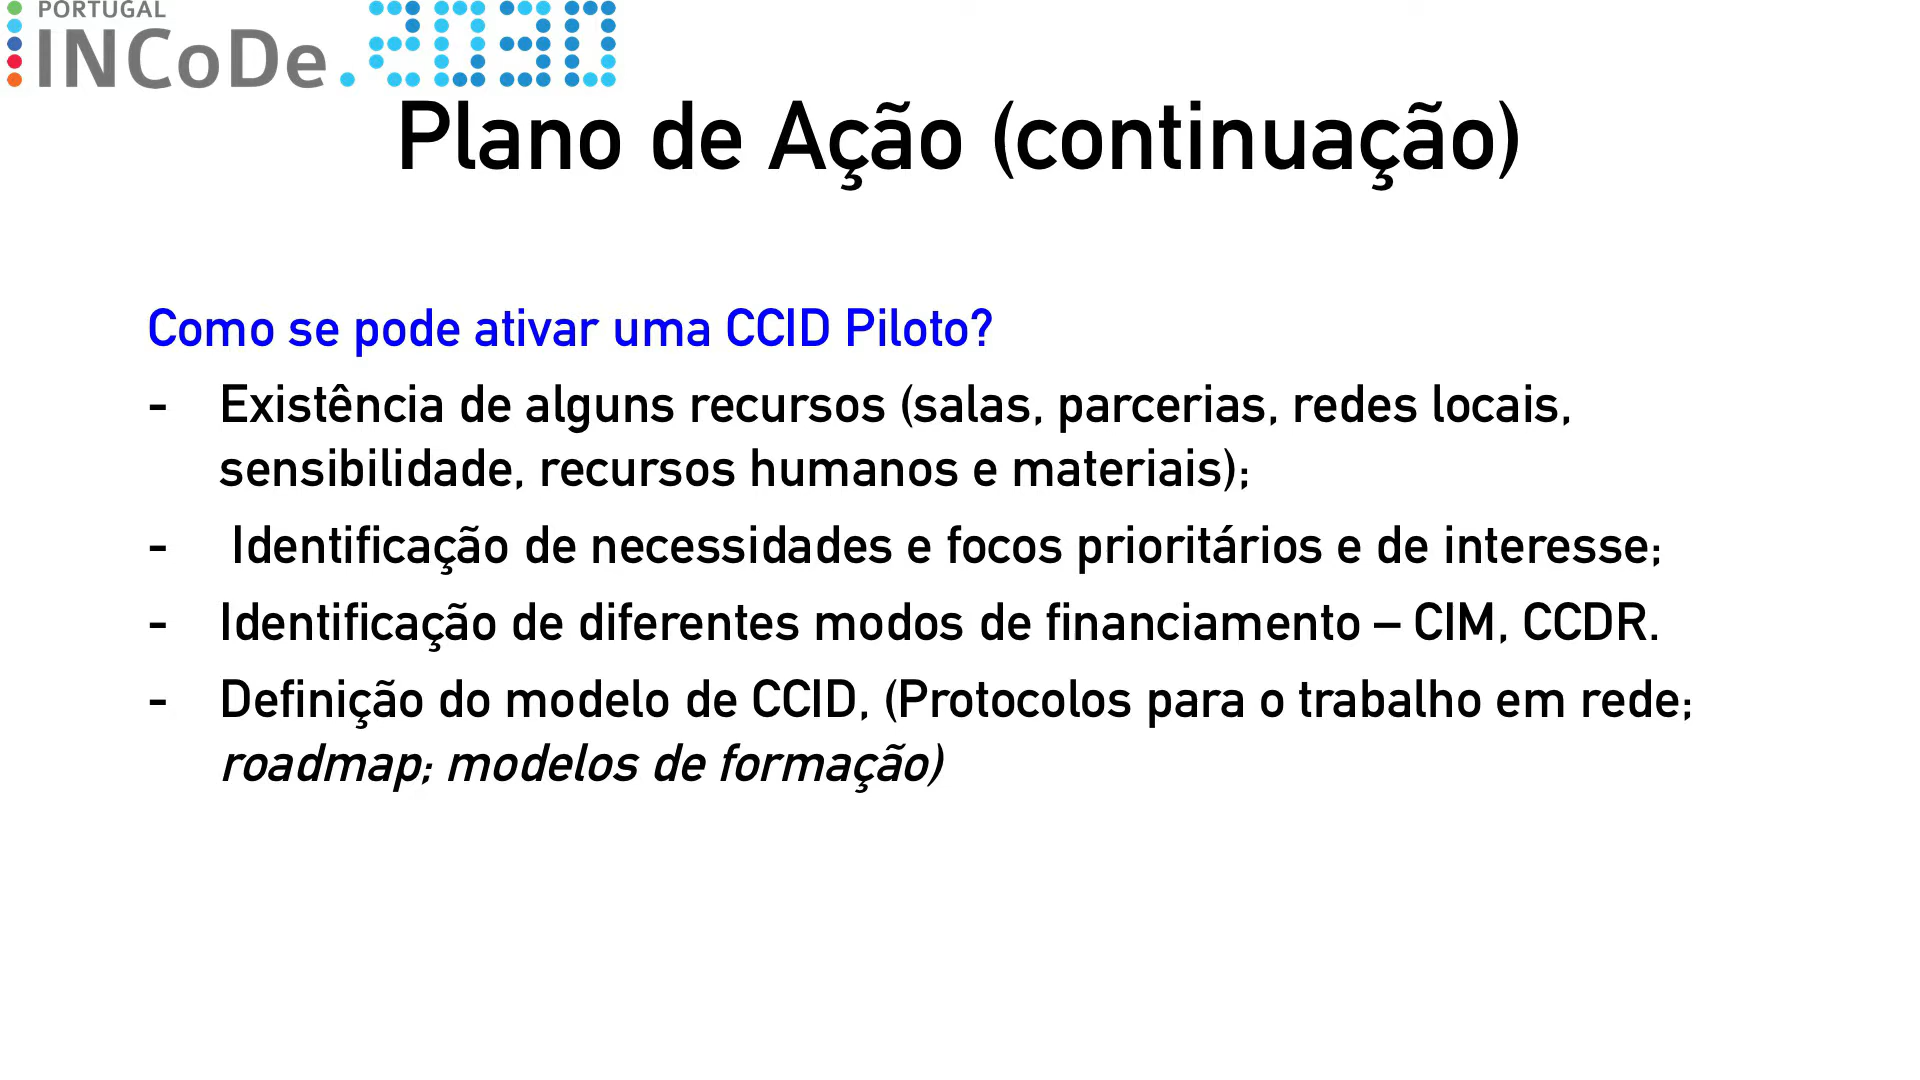 PORTUGAL
INCoDe.2030
Plano de Ação (continuação)
Como se pode ativar uma CCID Piloto?
- Existência de alguns recursos (salas, parcerias, redes locais,
sensibilidade, recursos humanos e materiais);
- Identificação de necessidades e focos prioritários e de interesse;
- Identificação de diferentes modos de financiamento – CIM, CCDR.
- Definição do modelo de CCID, (Protocolos para o trabalho em rede;
roadmap; modelos de formação)